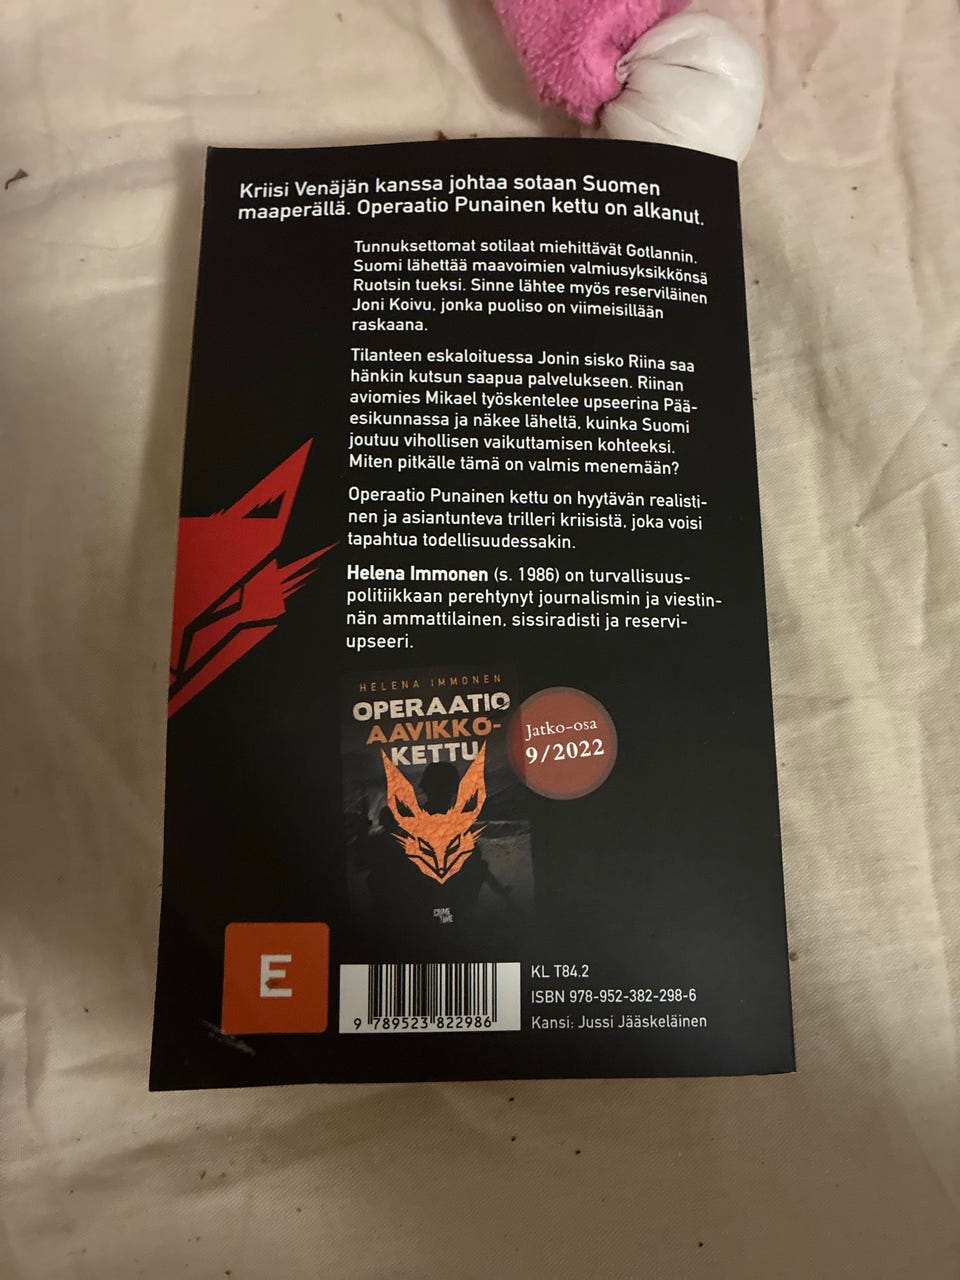 Kriisi Venäjän kanssa johtaa sotaan Suomen
maaperällä. Operaatio Punainen kettu on alkanut.
Tunnuksettomat sotilaat miehittävät Gotlannin.
Suomi lähettää maavoimien valmiusyksikkönsä
Ruotsin tueksi. Sinne lähtee myös reserviläinen
Joni Koivu, jonka puoliso on viimeisillään
raskaana.
Tilanteen eskaloituessa Jonin sisko Riina saa
hänkin kutsun saapua palvelukseen. Riinan
aviomies Mikael työskentelee upseerina Pää-
esikunnassa ja näkee läheltä, kuinka Suomi
joutuu vihollisen vaikuttamisen kohteeksi.
Miten pitkälle tämä on valmis menemään?
Operaatio Punainen kettu on hyytävän realisti-
nen ja asiantunteva trilleri kriisistä, joka voisi
tapahtua todellisuudessakin.
Helena Immonen (s. 1986) on turvallisuus-
politiikkaan perehtynyt journalismin ja viestin-
nän ammattilainen, sissiradisti ja reservi-
upseeri.
HELENA IMMONEN
OPERAATIO
AAVIKKO-
KETTU
Jatko-osa
9/2022
CRIME
TIME
E
9 789523 822986
KL T84.2
ISBN 978-952-382-298-6
Kansi: Jussi Jääskeläinen